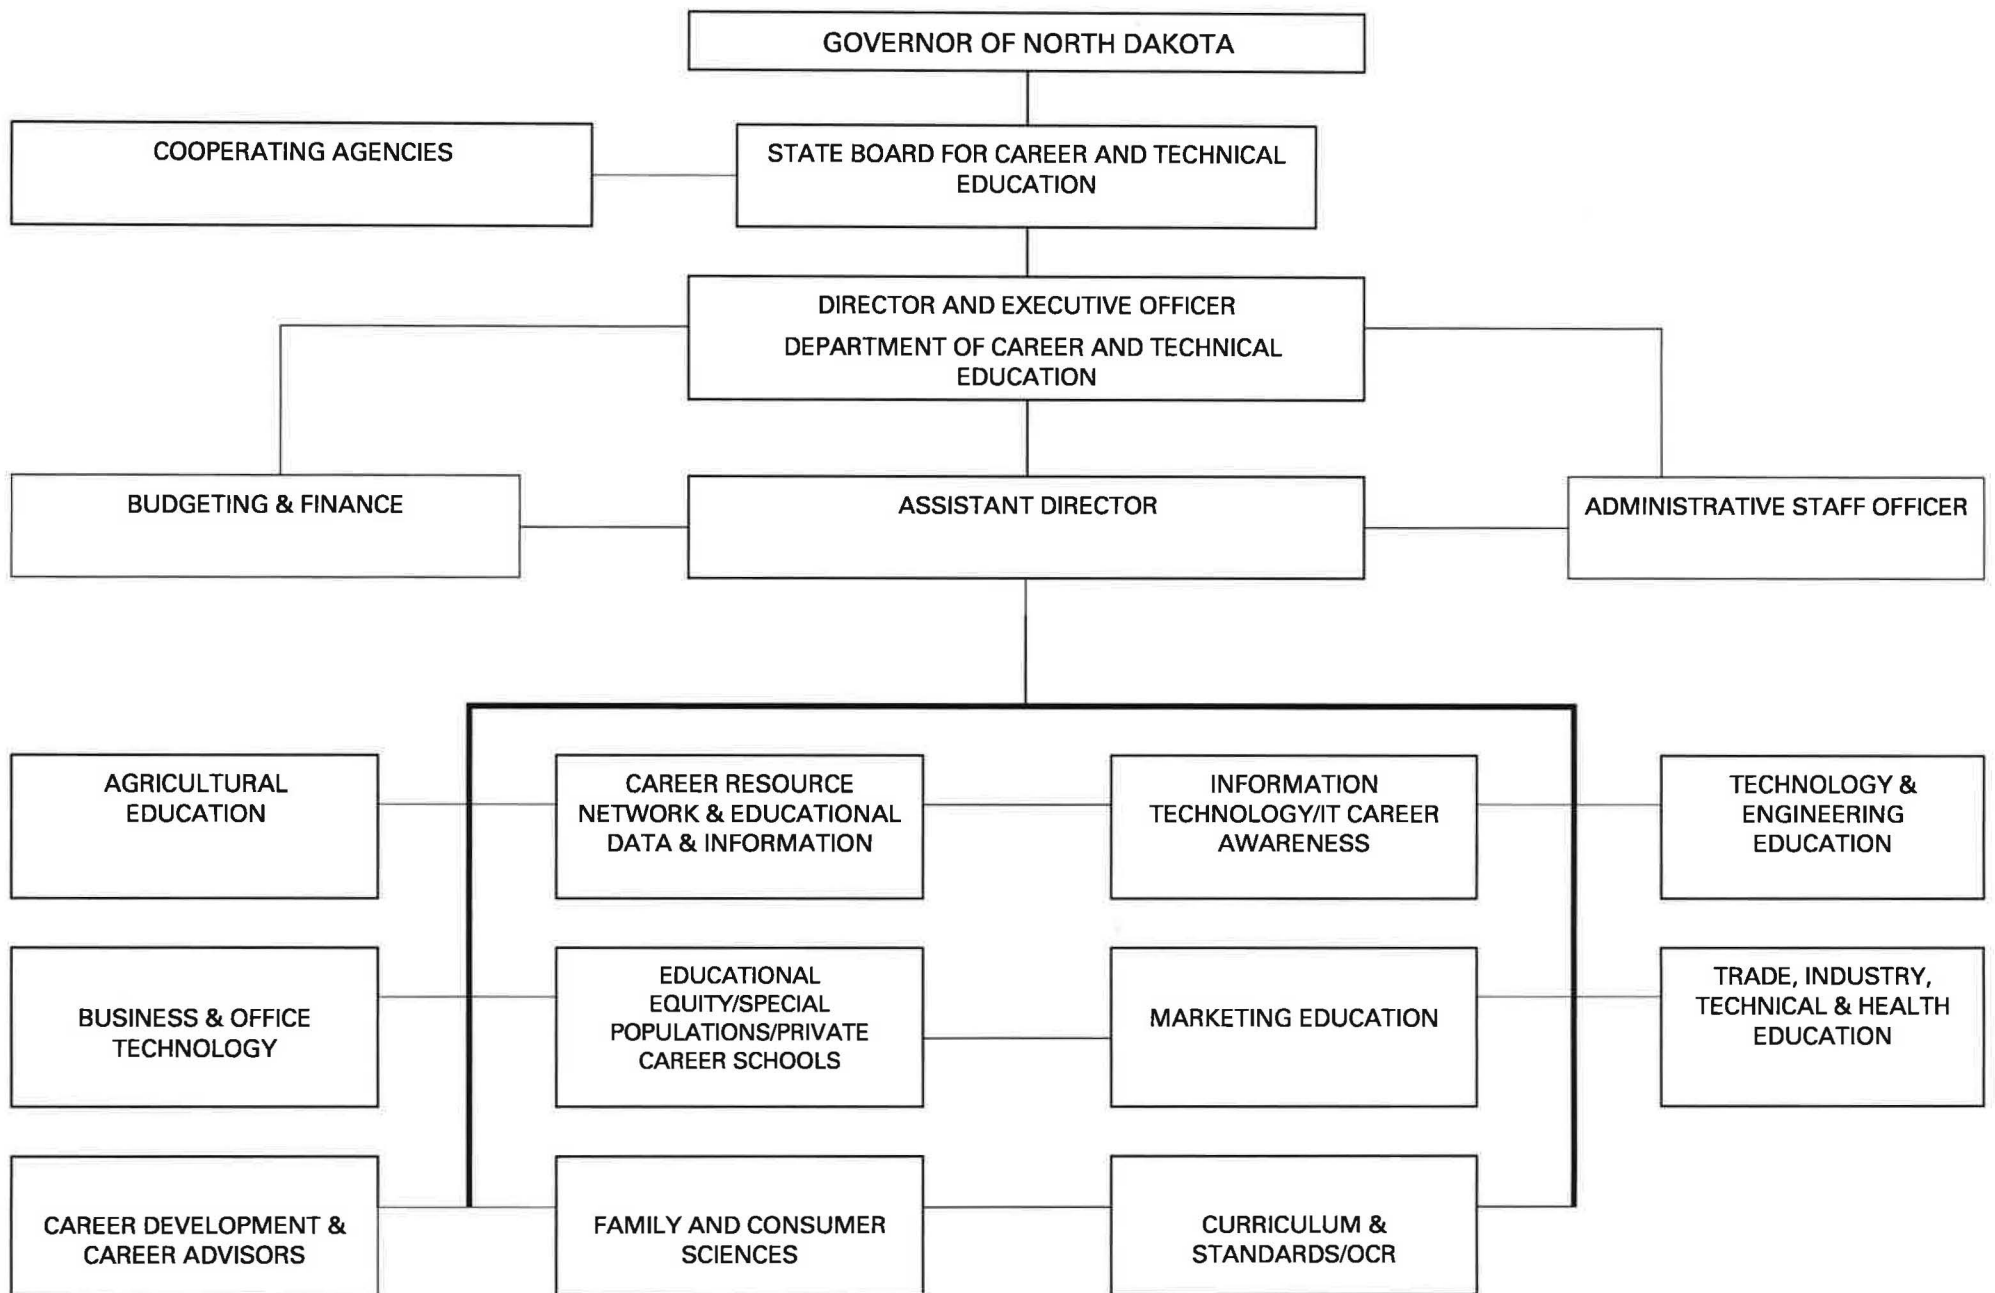 GOVERNOR OF NORTH DAKOTA
COOPERATING AGENCIES
STATE BOARD FOR CAREER AND TECHNICAL
EDUCATION
DIRECTOR AND EXECUTIVE OFFICER
DEPARTMENT OF CAREER AND TECHNICAL
EDUCATION
BUDGETING & FINANCE
ASSISTANT DIRECTOR
ADMINISTRATIVE STAFF OFFICER
AGRICULTURAL
EDUCATION
CAREER RESOURCE
NETWORK & EDUCATIONAL
DATA & INFORMATION
INFORMATION
TECHNOLOGY/IT CAREER
AWARENESS
TECHNOLOGY &
ENGINEERING
EDUCATION
BUSINESS & OFFICE
TECHNOLOGY
EDUCATIONAL
EQUITY/SPECIAL
POPULATIONS/PRIVATE
CAREER SCHOOLS
MARKETING EDUCATION
TRADE, INDUSTRY,
TECHNICAL & HEALTH
EDUCATION
CAREER DEVELOPMENT &
CAREER ADVISORS
FAMILY AND CONSUMER
SCIENCES
CURRICULUM &
STANDARDS/OCR